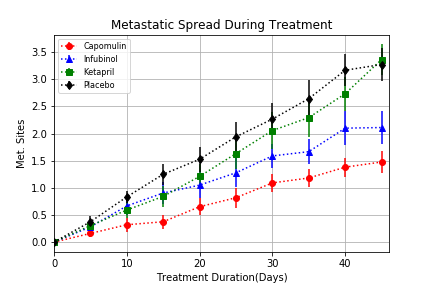 Metastatic Spread During Treatment
Capomulin
Infubinol
Ketapril
Placebo
3.5
3.0
2.5
2.0
1.5
1.0
0.5
0.0
Met. Sites
0 10 20 30 40
Treatment Duration(Days)